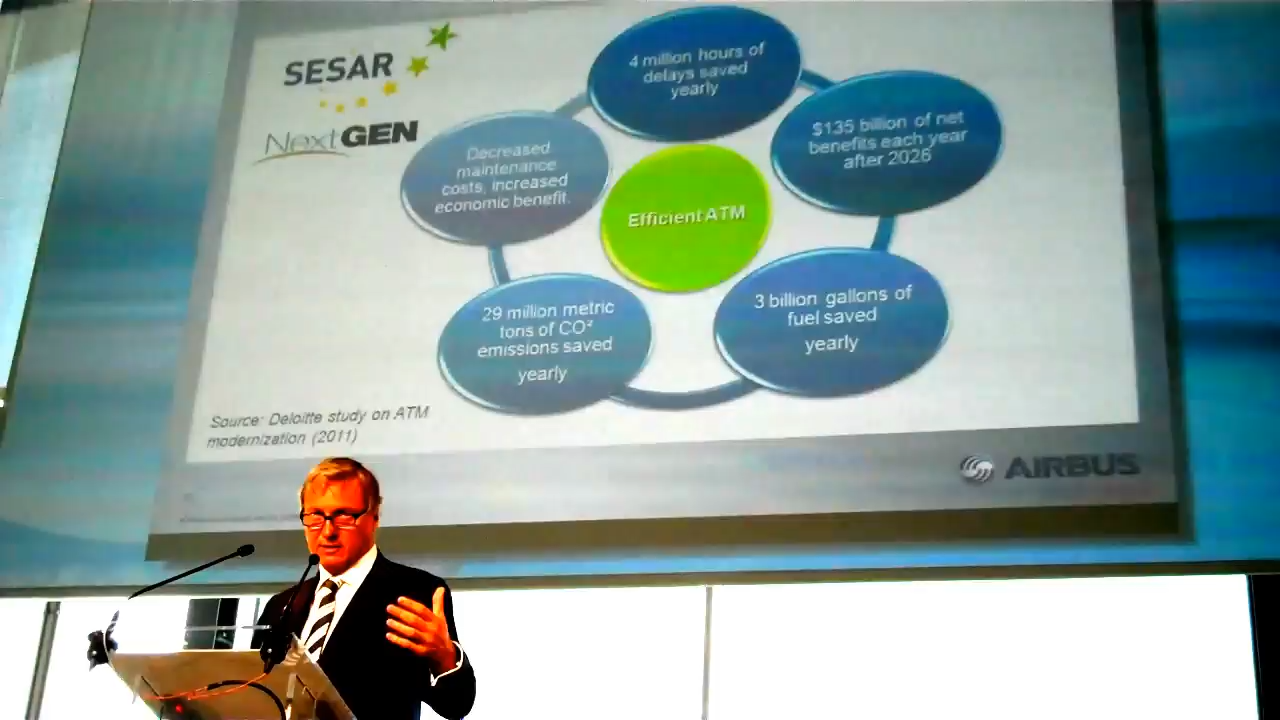 SESAR
NextGEN
4 million hours of
delays saved
yearly
$135 billion of net
benefits each year
after 2026
Decreased
maintenance
costs, increased
economic benefit.
Efficient ATM
29 million metric
tons of CO²
emissions saved
yearly
3 billion gallons of
fuel saved
yearly
Source: Deloitte study on ATM
modernization (2011)
AIRBUS